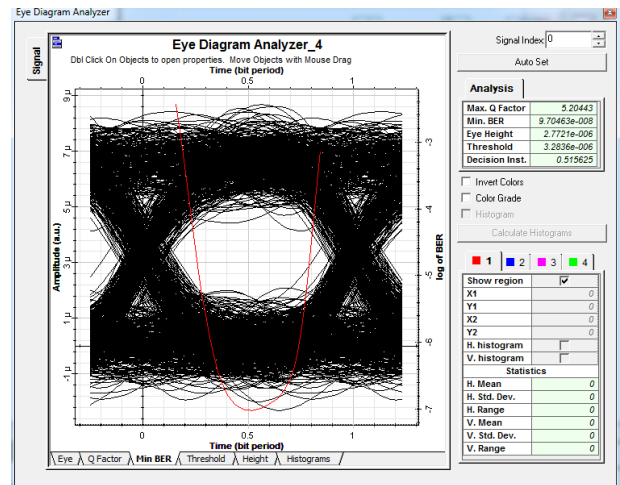 Eye Diagram Analyzer
Signal
Eye Diagram Analyzer_4
Dbl Click On Objects to open properties. Move Objects with Mouse Drag
Time (bit period)
0
0.5
1
9 µ
7 µ
5 µ
3 µ
1 µ
-1 µ
Amplitude (a.u.)
-3
-4
-5
-6
-7
log of BER
0
0.5
1
Time (bit period)
Eye
Q Factor
Min BER
Threshold
Height
Histograms
Signal Index: 0
Auto Set
Analysis
Max. Q Factor 5.20443
Min. BER 9.70463e-008
Eye Height 2.7721e-006
Threshold 3.2836e-006
Decision Inst. 0.515625
Invert Colors
Color Grade
Histogram
Calculate Histograms
1 2 3 4
Show region
X1 0
Y1 0
X2 0
Y2 0
H. histogram
V. histogram
Statistics
H. Mean 0
H. Std. Dev. 0
H. Range 0
V. Mean 0
V. Std. Dev. 0
V. Range 0